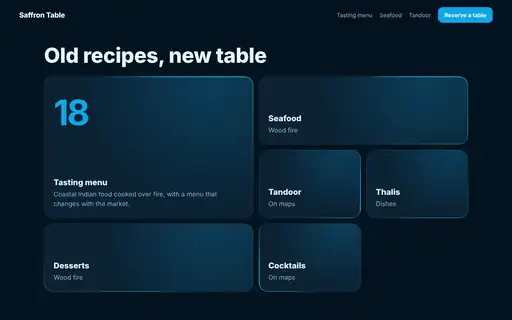 Saffron Table
Tasting menu
Seafood
Tandoor
Reserve a table
Old recipes, new table
18
Tasting menu
Coastal Indian food cooked over fire, with a menu that
changes with the market.
Seafood
Wood fire
Tandoor
On maps
Thalis
Dishes
Desserts
Wood fire
Cocktails
On maps